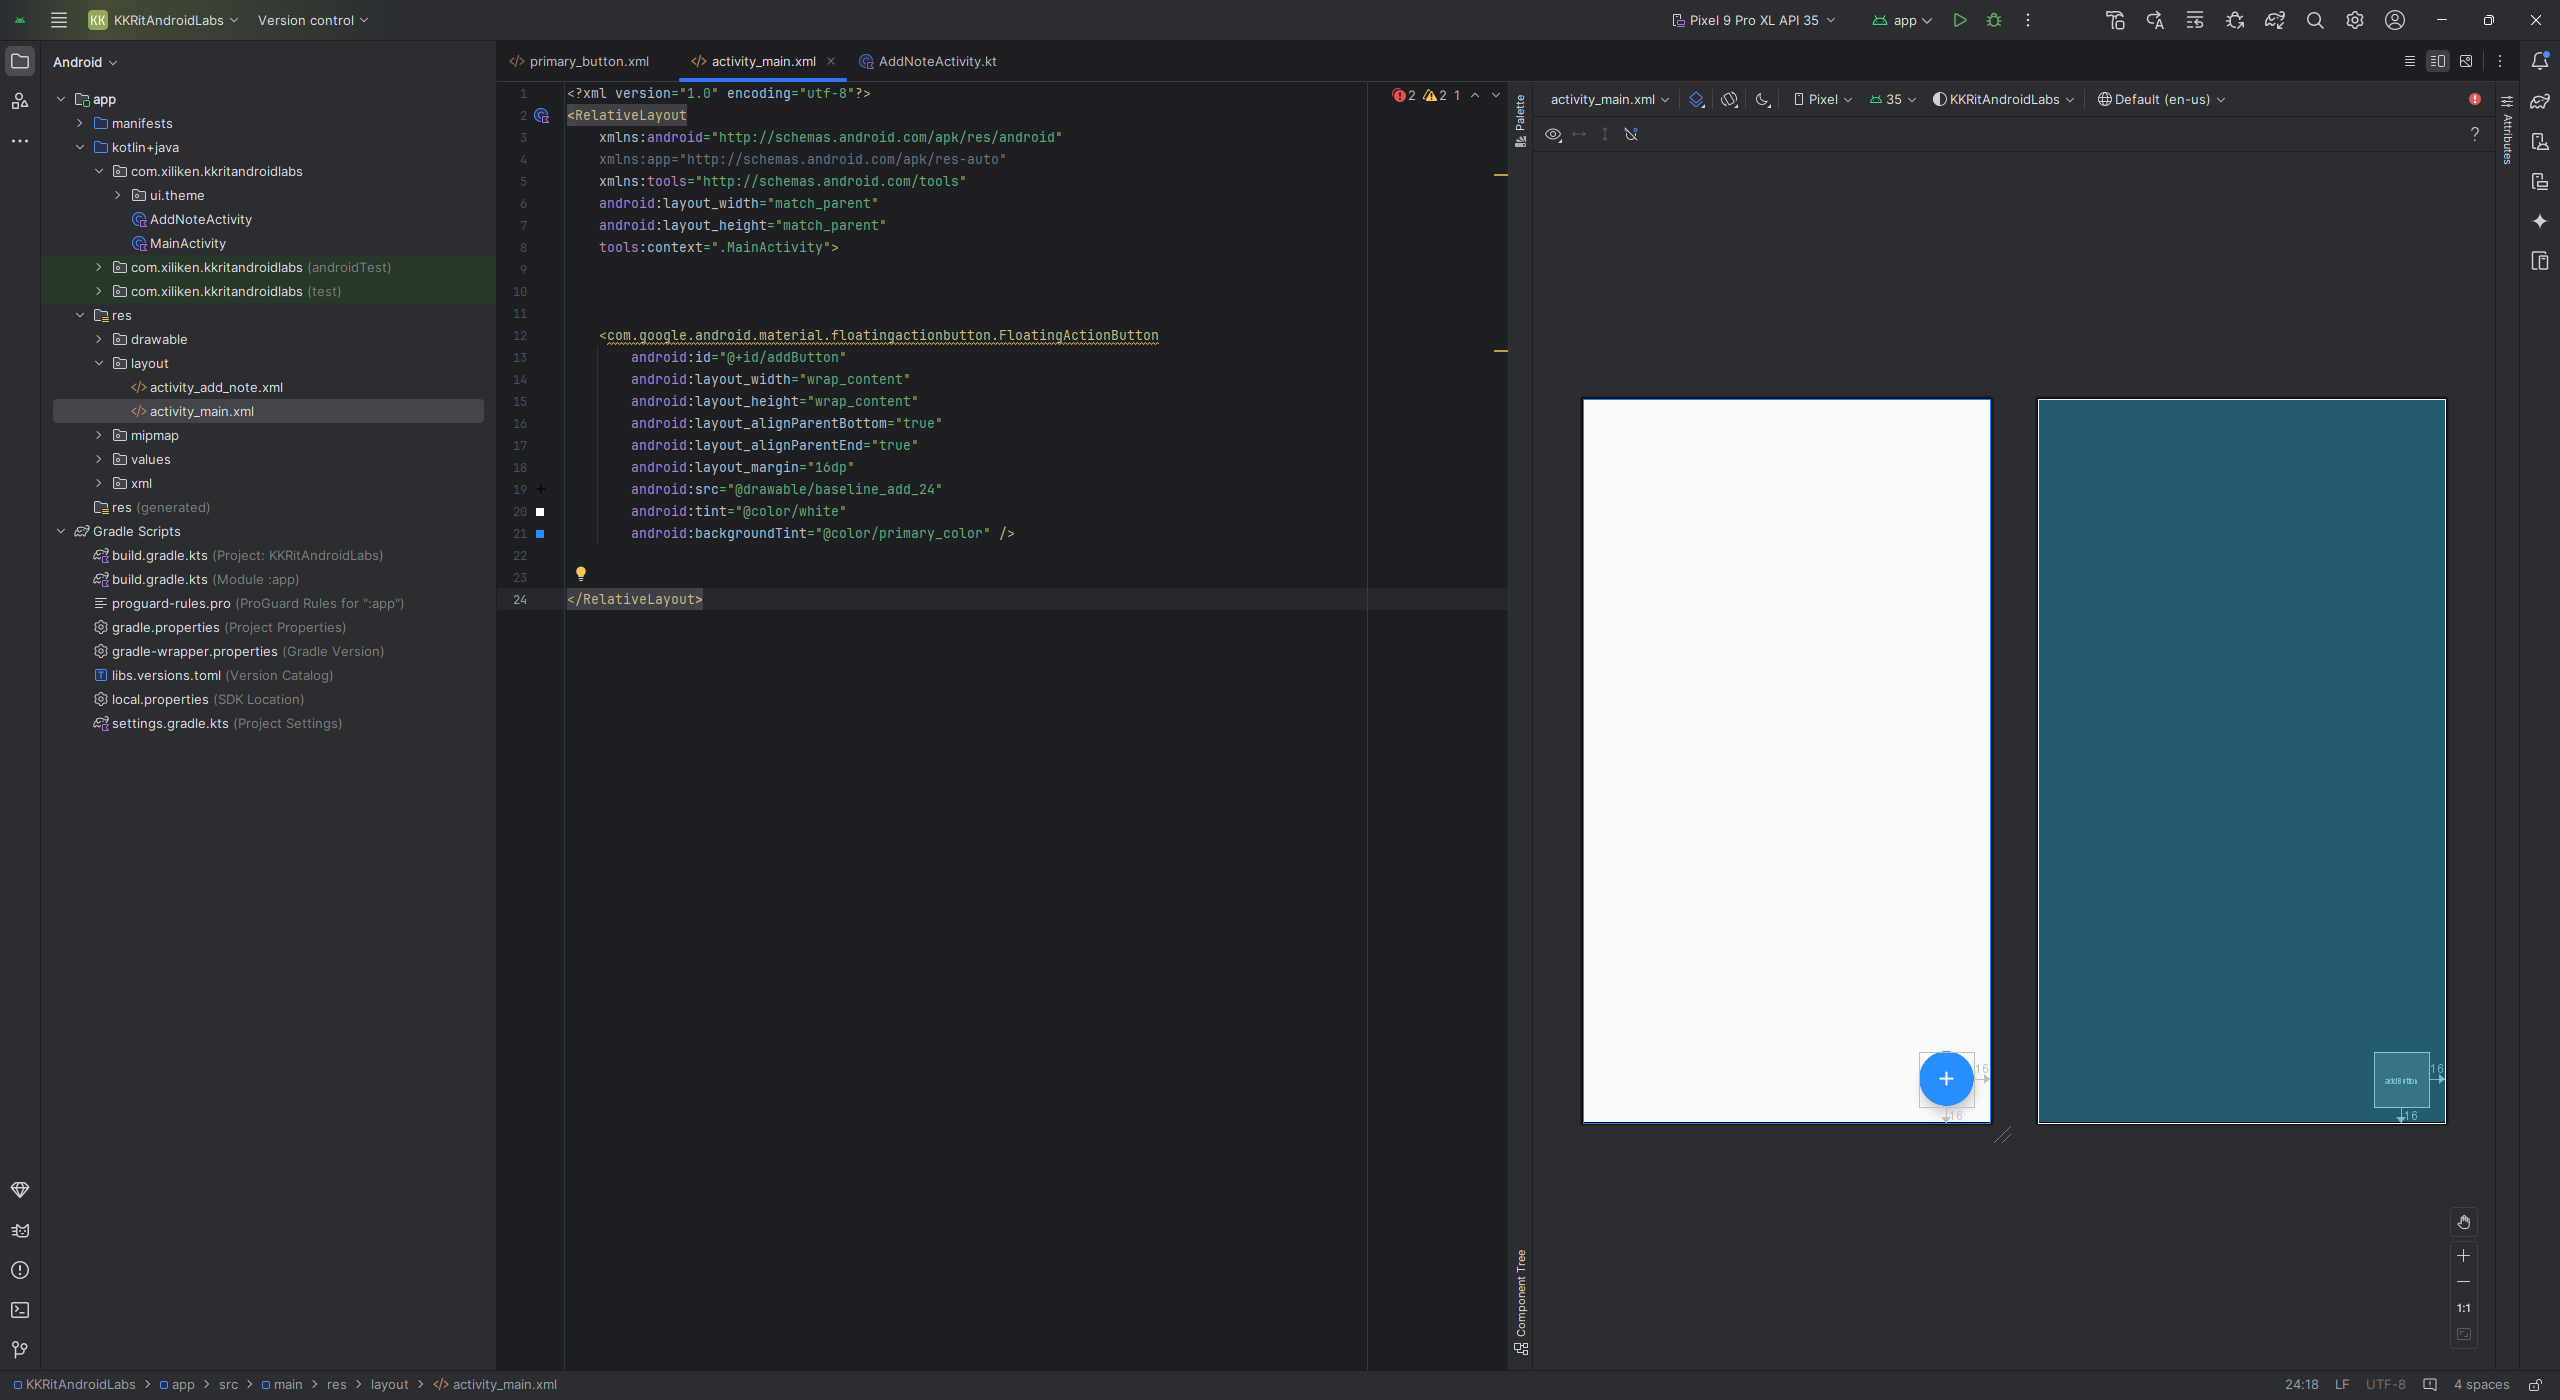 KK KKRitAndroidLabs Version control
Pixel 9 Pro XL API 35 app
Android
app
manifests
kotlin+java
com.xiliken.kkritandroidlabs
ui.theme
AddNoteActivity
MainActivity
com.xiliken.kkritandroidlabs (androidTest)
com.xiliken.kkritandroidlabs (test)
res
drawable
layout
activity_add_note.xml
activity_main.xml
mipmap
values
xml
res (generated)
Gradle Scripts
build.gradle.kts (Project: KKRitAndroidLabs)
build.gradle.kts (Module :app)
proguard-rules.pro (ProGuard Rules for ":app")
gradle.properties (Project Properties)
gradle-wrapper.properties (Gradle Version)
libs.versions.toml (Version Catalog)
local.properties (SDK Location)
settings.gradle.kts (Project Settings)
primary_button.xml activity_main.xml AddNoteActivity.kt
2 2 1
1 <?xml version="1.0" encoding="utf-8"?>
2 <RelativeLayout
3 xmlns:android="http://schemas.android.com/apk/res/android"
4 xmlns:app="http://schemas.android.com/apk/res-auto"
5 xmlns:tools="http://schemas.android.com/tools"
6 android:layout_width="match_parent"
7 android:layout_height="match_parent"
8 tools:context=".MainActivity">
9
10
11
12 <com.google.android.material.floatingactionbutton.FloatingActionButton
13 android:id="@+id/addButton"
14 android:layout_width="wrap_content"
15 android:layout_height="wrap_content"
16 android:layout_alignParentBottom="true"
17 android:layout_alignParentEnd="true"
18 android:layout_margin="16dp"
19 android:src="@drawable/baseline_add_24"
20 android:tint="@color/white"
21 android:backgroundTint="@color/primary_color" />
22
23
24 </RelativeLayout>
Palette
Component Tree
activity_main.xml Pixel 35 KKRitAndroidLabs Default (en-us)
?
Attributes
16
16
addButton
16
16
1:1
KKRitAndroidLabs > app > src > main > res > layout > activity_main.xml
24:18 LF UTF-8 4 spaces